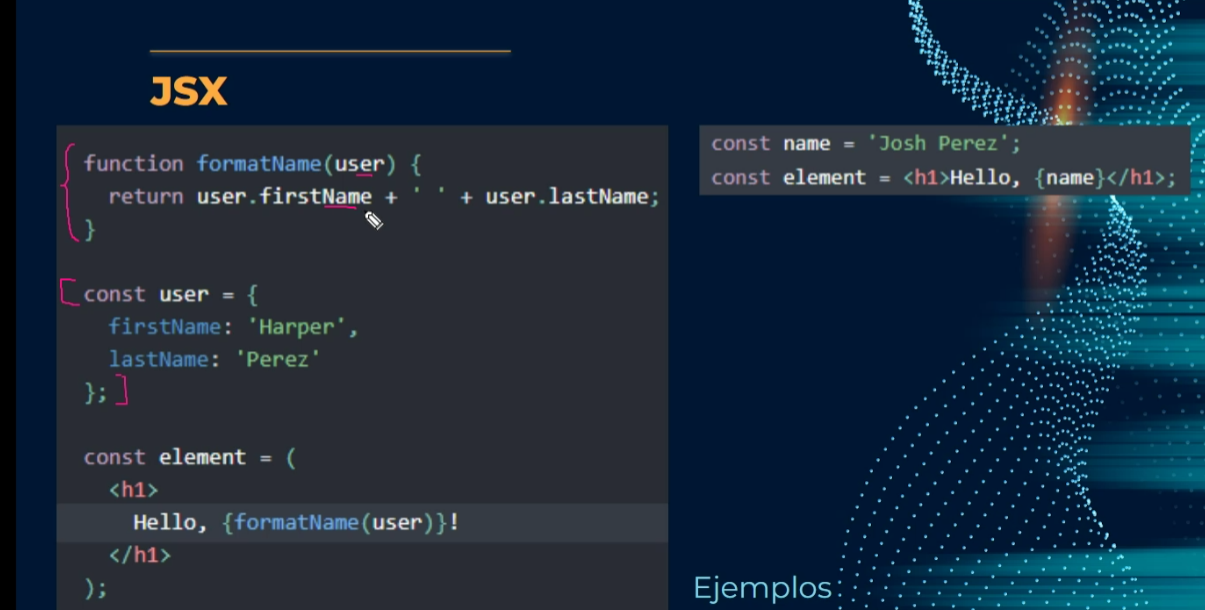 JSX
function formatName(user) {
  return user.firstName + ' ' + user.lastName;
}
const user = {
  firstName: 'Harper',
  lastName: 'Perez'
};
const element = (
  <h1>
    Hello, {formatName(user)}!
  </h1>
);
const name = 'Josh Perez';
const element = <h1>Hello, {name}</h1>;
Ejemplos: